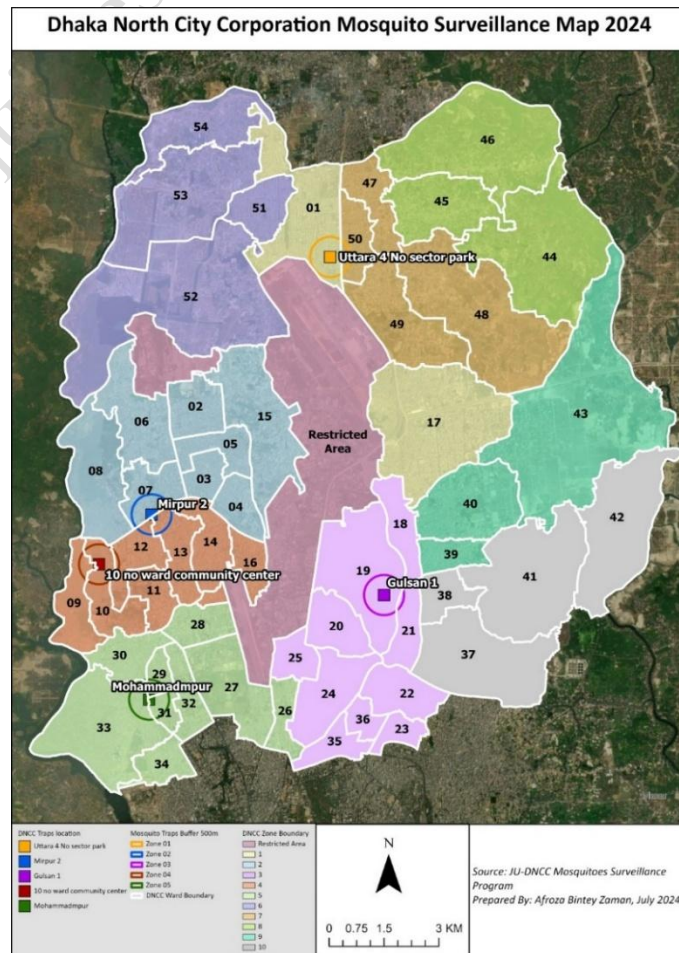 Dhaka North City Corporation Mosquito Surveillance Map 2024
54
46
47
53
01
45
51
50
44
Uttara 4 No sector park
52
48
49
43
02
15
06
17
05
Restricted
Area
08
03
07
04
40
42
Mirpur 2
18
12
14
13
39
41
16
19
10 no ward community center
Gulsan 1
09
38
11
10
28
20
21
30
25
37
29
27
Mohammadmpur
24
22
32
31
26
33
36
23
35
34
DNCC Traps location
Uttara 4 No sector park
Mirpur 2
Gulsan 1
10 no ward community center
Mohammadmpur
Mosquito Traps Buffer 500m
Zone 01
Zone 02
Zone 03
Zone 04
Zone 05
DNCC Ward Boundary
DNCC Zone Boundary
Restricted Area
1
2
3
4
5
6
7
8
9
10
N
0 0.75 1.5 3 KM
Source: JU-DNCC Mosquitoes Surveillance
Program
Prepared By: Afroza Bintey Zaman, July 2024